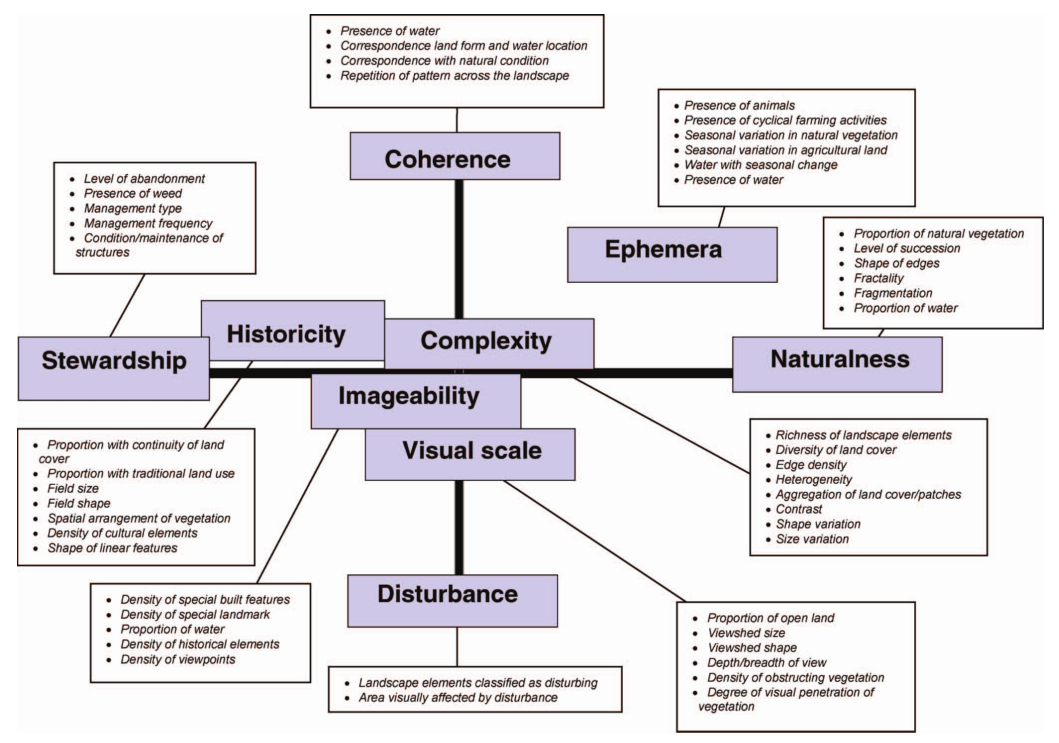 • Presence of water
• Correspondence land form and water location
• Correspondence with natural condition
• Repetition of pattern across the landscape
Coherence
• Presence of animals
• Presence of cyclical farming activities
• Seasonal variation in natural vegetation
• Seasonal variation in agricultural land
• Water with seasonal change
• Presence of water
Ephemera
• Level of abandonment
• Presence of weed
• Management type
• Management frequency
• Condition/maintenance of
structures
Stewardship
• Proportion of natural vegetation
• Level of succession
• Shape of edges
• Fractality
• Fragmentation
• Proportion of water
Naturalness
Historicity
Complexity
Imageability
Visual scale
• Proportion with continuity of land
cover
• Proportion with traditional land use
• Field size
• Field shape
• Spatial arrangement of vegetation
• Density of cultural elements
• Shape of linear features
• Richness of landscape elements
• Diversity of land cover
• Edge density
• Heterogeneity
• Aggregation of land cover/patches
• Contrast
• Shape variation
• Size variation
• Density of special built features
• Density of special landmark
• Proportion of water
• Density of historical elements
• Density of viewpoints
Disturbance
• Landscape elements classified as disturbing
• Area visually affected by disturbance
• Proportion of open land
• Viewshed size
• Viewshed shape
• Depth/breadth of view
• Density of obstructing vegetation
• Degree of visual penetration of
vegetation